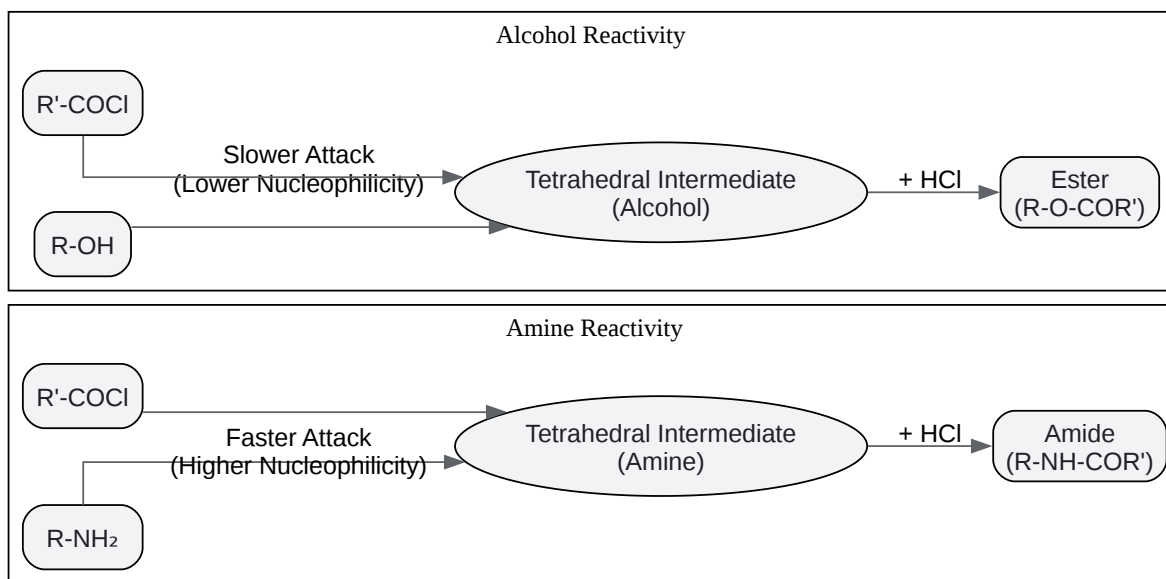 Alcohol Reactivity
R'-COCl
Slower Attack
(Lower Nucleophilicity)
R-OH
Tetrahedral Intermediate
(Alcohol)
+ HCl
Ester
(R-O-COR')
Amine Reactivity
R'-COCl
Faster Attack
(Higher Nucleophilicity)
R-NH₂
Tetrahedral Intermediate
(Amine)
+ HCl
Amide
(R-NH-COR')